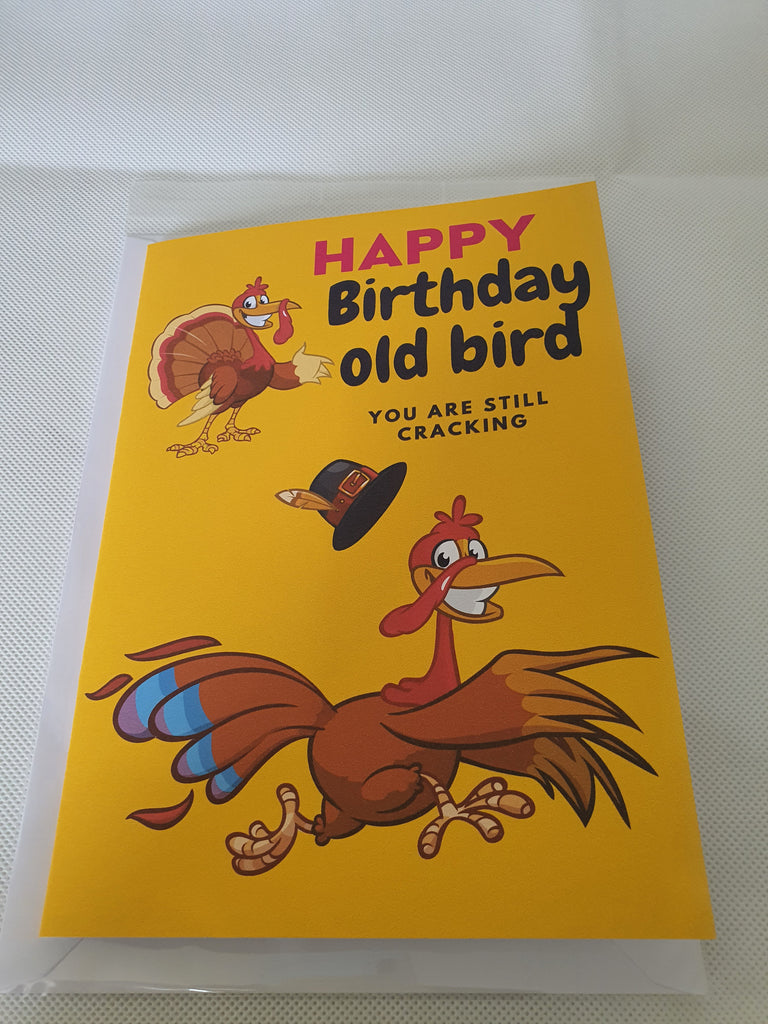 HAPPY
Birthday
old bird
YOU ARE STILL
CRACKING